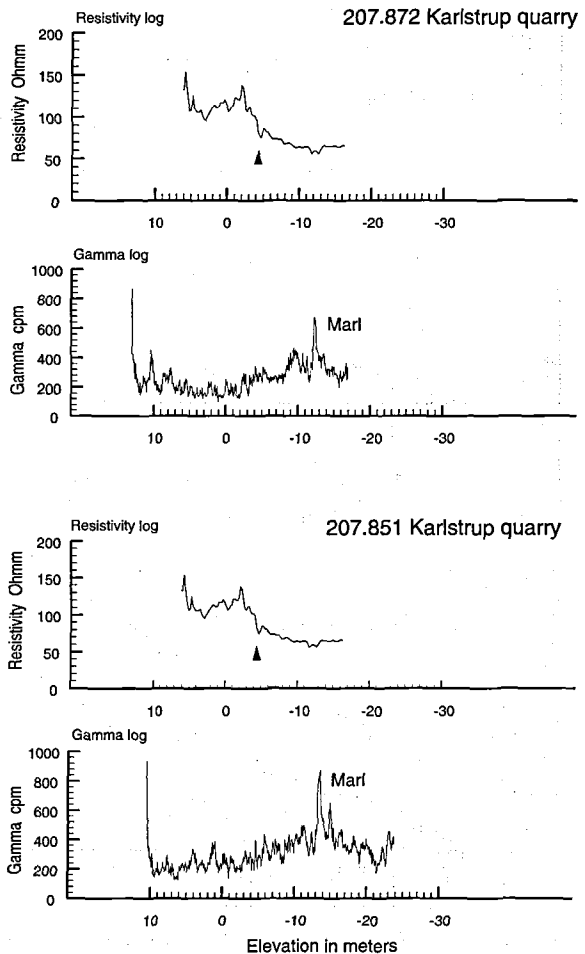 Resistivity log 207.872 Karlstrup quarry
200
150
100
50
0
Resistivity Ohmm
10 0 -10 -20 -30
Gamma log
1000
800
600
400
200
0
Gamma cpm
Marl
10 0 -10 -20 -30
Resistivity log 207.851 Karlstrup quarry
200
150
100
50
0
Resistivity Ohmm
10 0 -10 -20 -30
Gamma log
1000
800
600
400
200
0
Gamma cpm
Marl
10 0 -10 -20 -30
Elevation in meters